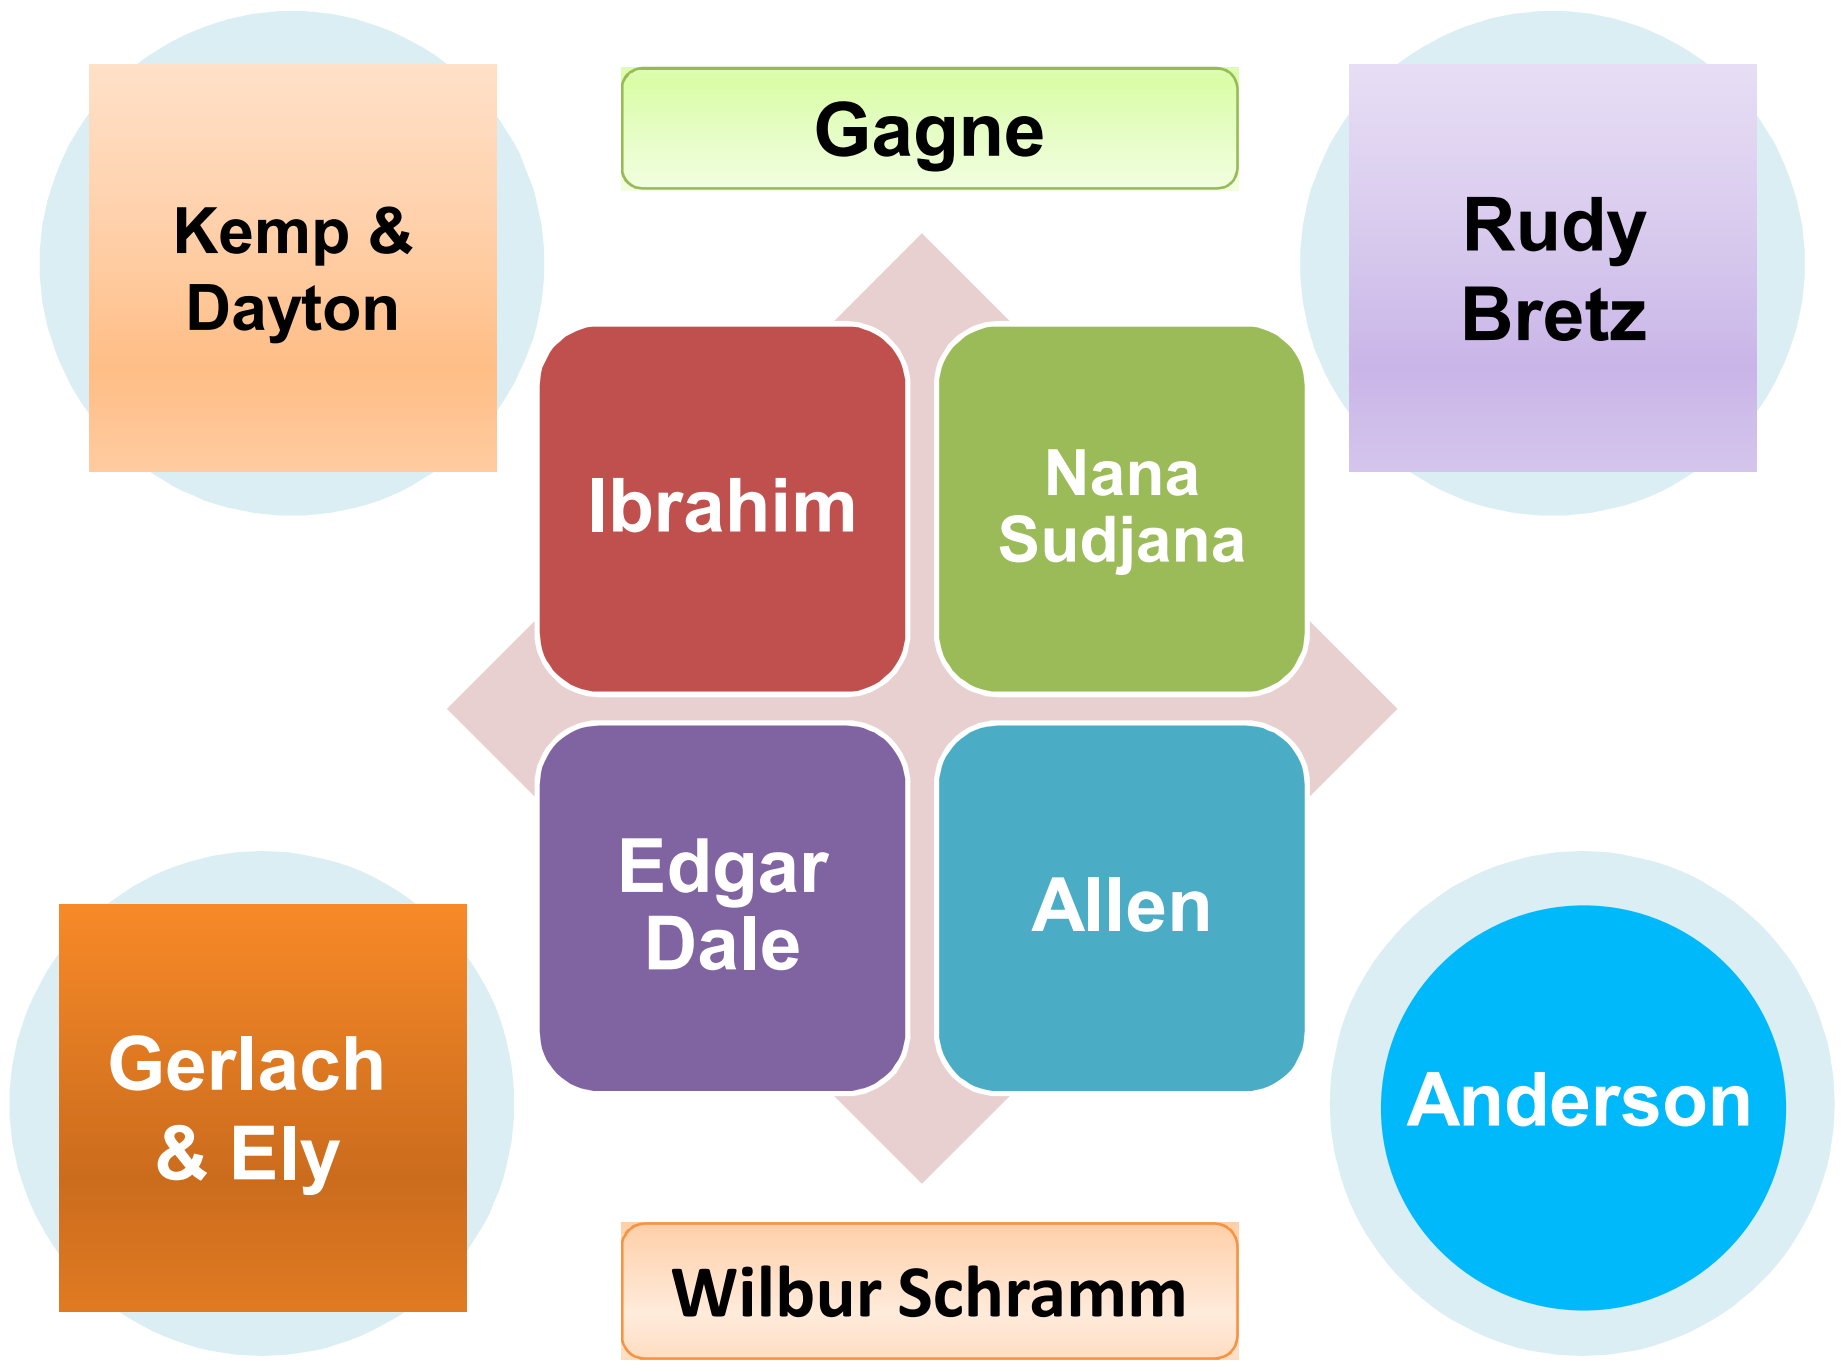 Gagne
Kemp &
Dayton
Rudy
Bretz
Ibrahim
Nana
Sudjana
Edgar
Dale
Allen
Gerlach
& Ely
Anderson
Wilbur Schramm